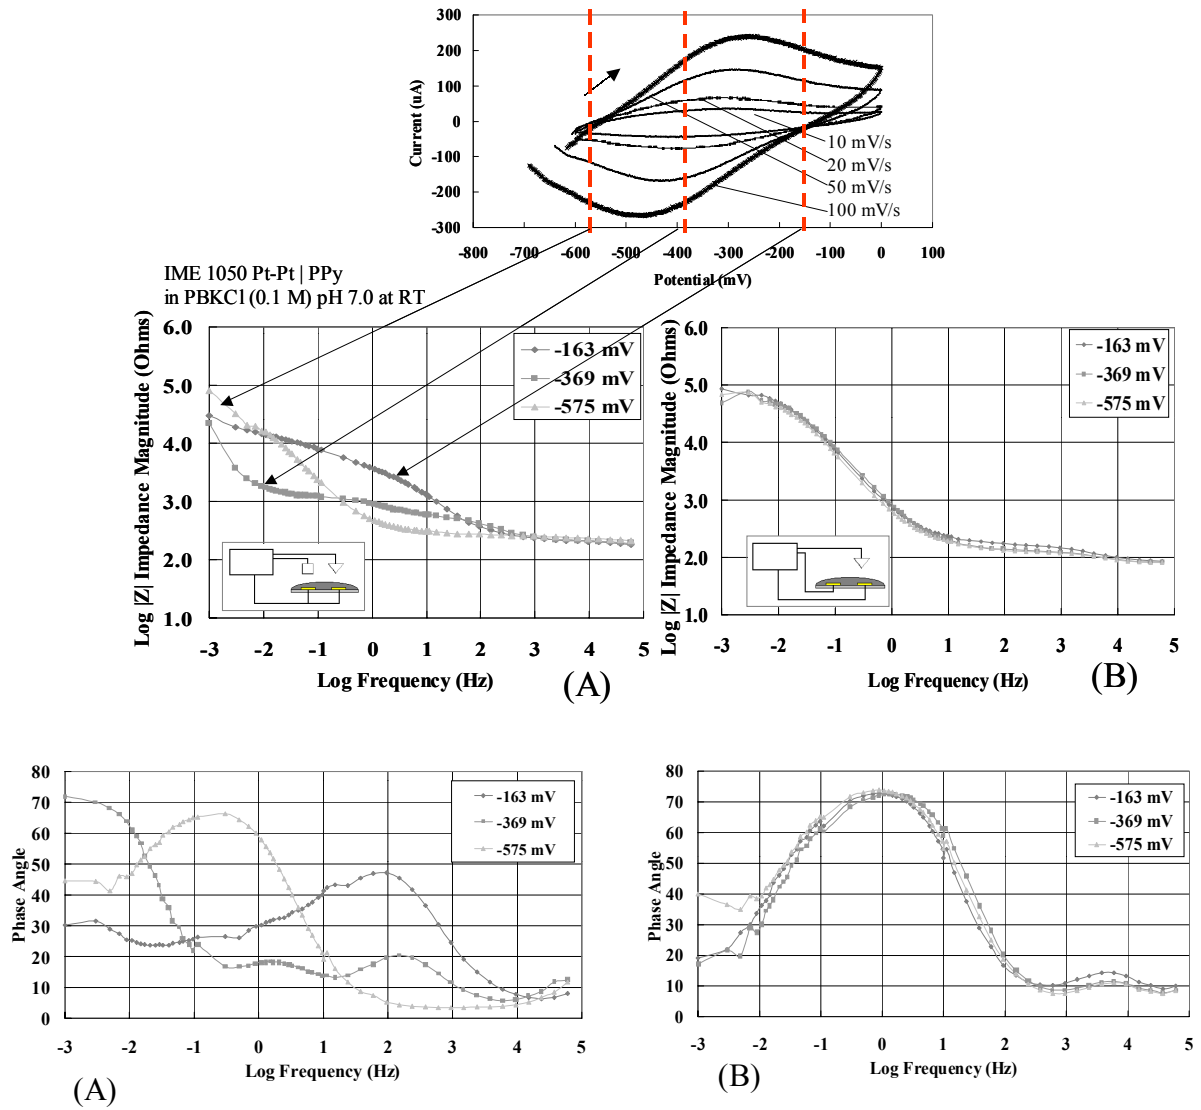 300
200
100
0
-100
-200
-300
Current (uA)
10 mV/s
20 mV/s
50 mV/s
100 mV/s
-800 -700 -600 -500 -400 -300 -200 -100 0 100
Potential (mV)
IME 1050 Pt-Pt | PPy
in PBKCl (0.1 M) pH 7.0 at RT
Log |Z| Impedance Magnitude (Ohms)
6.0
5.0
4.0
3.0
2.0
1.0
-163 mV
-369 mV
-575 mV
-3 -2 -1 0 1 2 3 4 5
Log Frequency (Hz)
(A)
Log |Z| Impedance Magnitude (Ohms)
6.0
5.0
4.0
3.0
2.0
1.0
-163 mV
-369 mV
-575 mV
-3 -2 -1 0 1 2 3 4 5
Log Frequency (Hz)
(B)
Phase Angle
80
70
60
50
40
30
20
10
0
-163 mV
-369 mV
-575 mV
-3 -2 -1 0 1 2 3 4 5
Log Frequency (Hz)
(A)
Phase Angle
80
70
60
50
40
30
20
10
0
-163 mV
-369 mV
-575 mV
-3 -2 -1 0 1 2 3 4 5
Log Frequency (Hz)
(B)